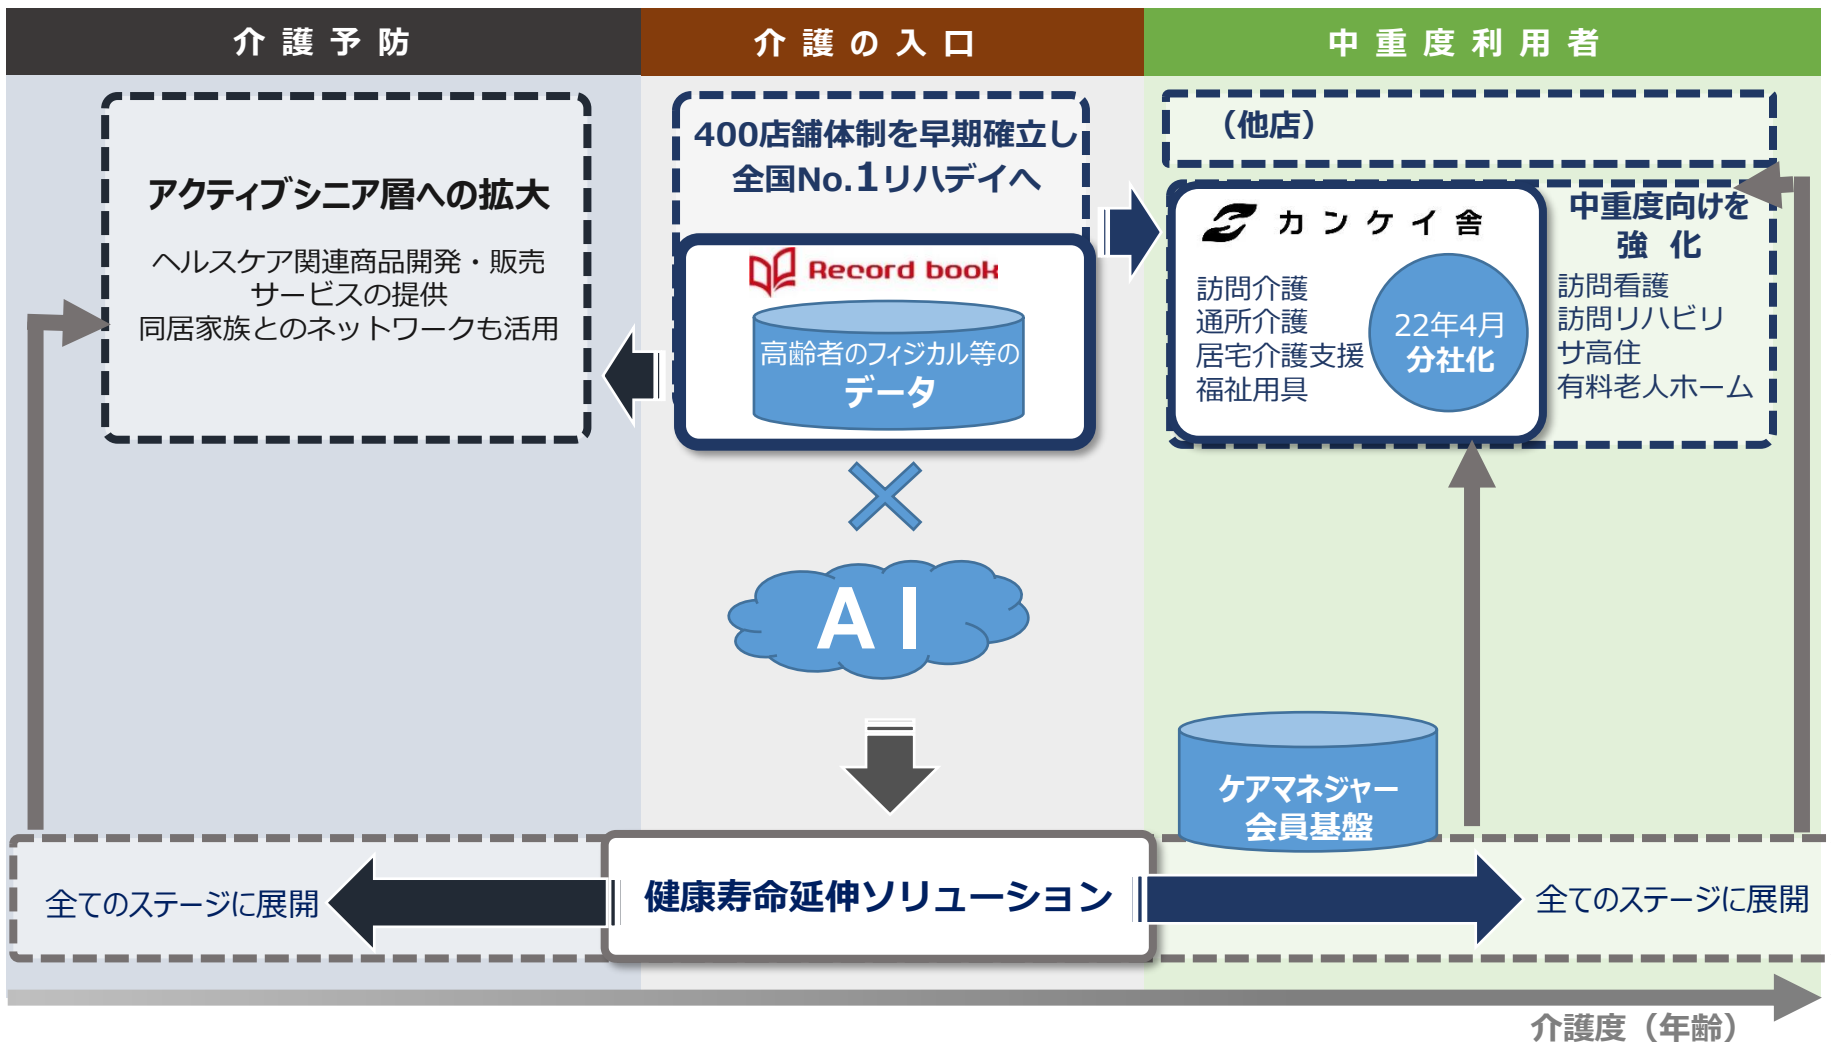 介護予防
介護の入口
中重度利用者
アクティブシニア層への拡大
ヘルスケア関連商品開発・販売
サービスの提供
同居家族とのネットワークも活用
400店舗体制を早期確立し
全国No.1リハデイへ
Record book
高齢者のフィジカル等の
データ
AI
（他店）
カンケイ舎
訪問介護
通所介護
居宅介護支援
福祉用具
22年4月
分社化
中重度向けを
強化
訪問看護
訪問リハビリ
サ高住
有料老人ホーム
ケアマネジャー
会員基盤
全てのステージに展開
健康寿命延伸ソリューション
全てのステージに展開
介護度（年齢）